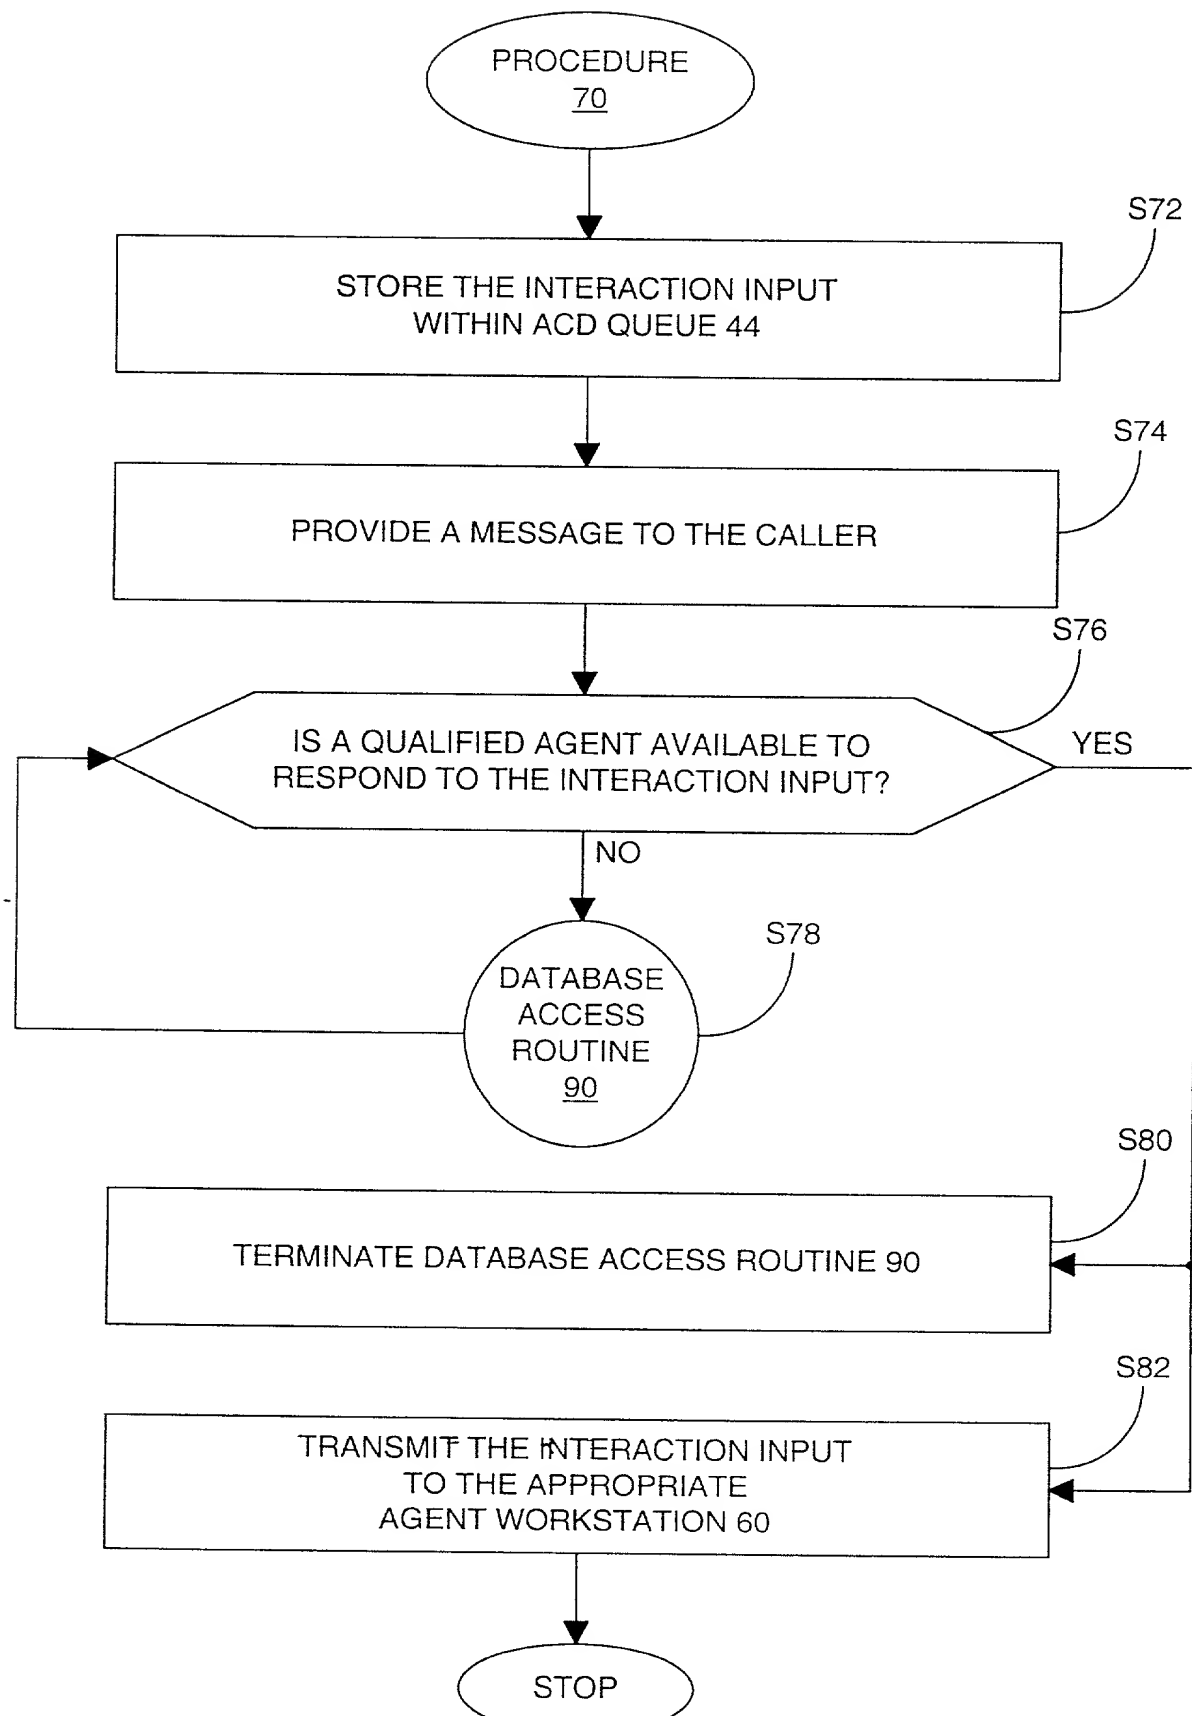 PROCEDURE
70
S72
STORE THE INTERACTION INPUT
WITHIN ACD QUEUE 44
S74
PROVIDE A MESSAGE TO THE CALLER
S76
IS A QUALIFIED AGENT AVAILABLE TO
RESPOND TO THE INTERACTION INPUT?
YES
NO
S78
DATABASE
ACCESS
ROUTINE
90
S80
TERMINATE DATABASE ACCESS ROUTINE 90
S82
TRANSMIT THE INTERACTION INPUT
TO THE APPROPRIATE
AGENT WORKSTATION 60
STOP